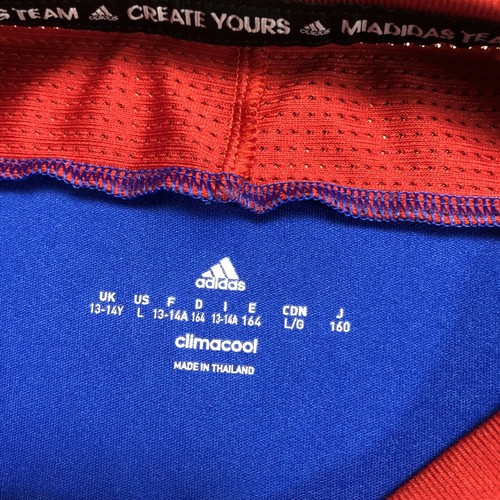 S TEAM CREATE YOURS MIADIDAS TEA
adidas
UK US F D I E CDN J
13-14Y L 13-14A 164 13-14A 164 L/G 160
climacool
MADE IN THAILAND